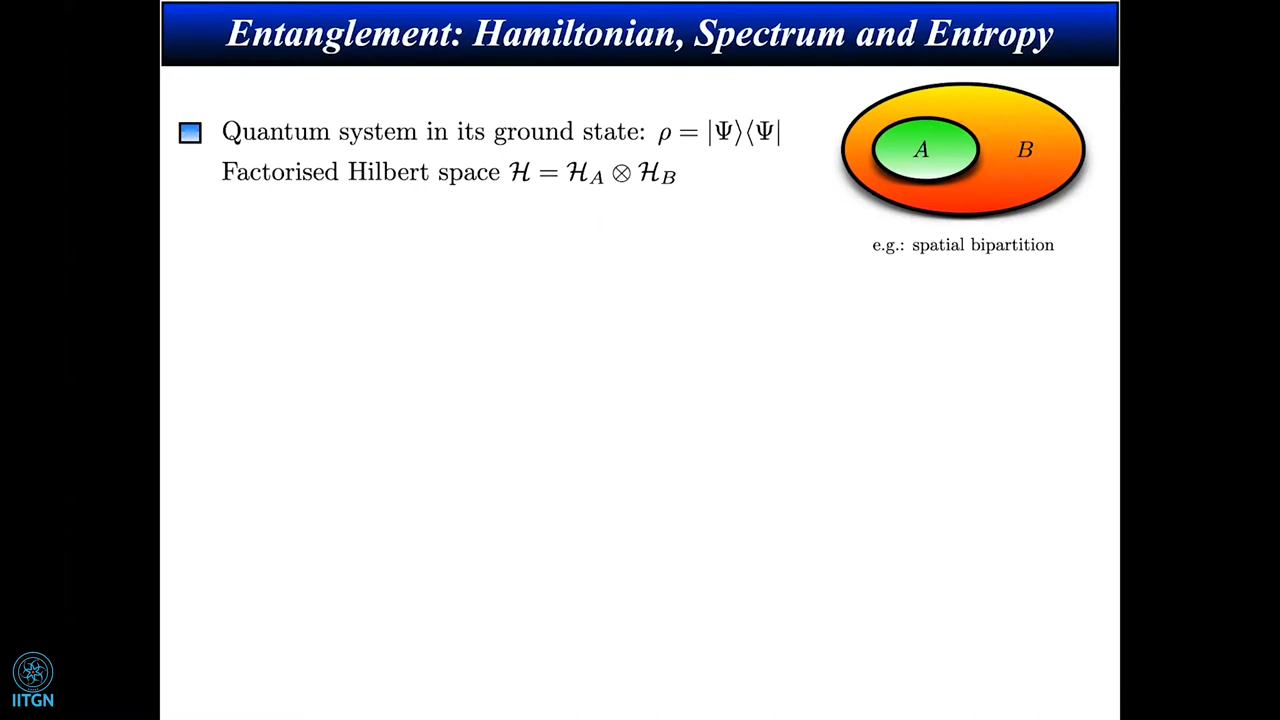 Entanglement: Hamiltonian, Spectrum and Entropy
Quantum system in its ground state: ρ = |Ψ⟩⟨Ψ|
Factorised Hilbert space ℋ = ℋ_A ⊗ ℋ_B
A B
e.g.: spatial bipartition
IITGN